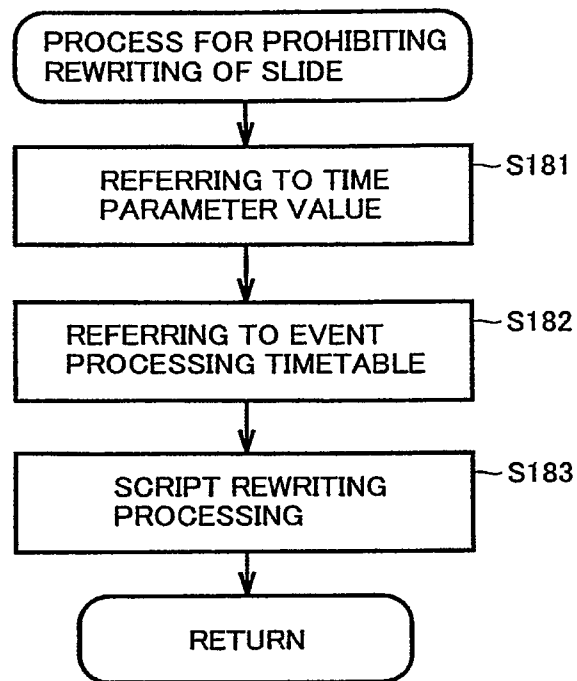 PROCESS FOR PROHIBITING
REWRITING OF SLIDE
S181
REFERRING TO TIME
PARAMETER VALUE
S182
REFERRING TO EVENT
PROCESSING TIMETABLE
S183
SCRIPT REWRITING
PROCESSING
RETURN